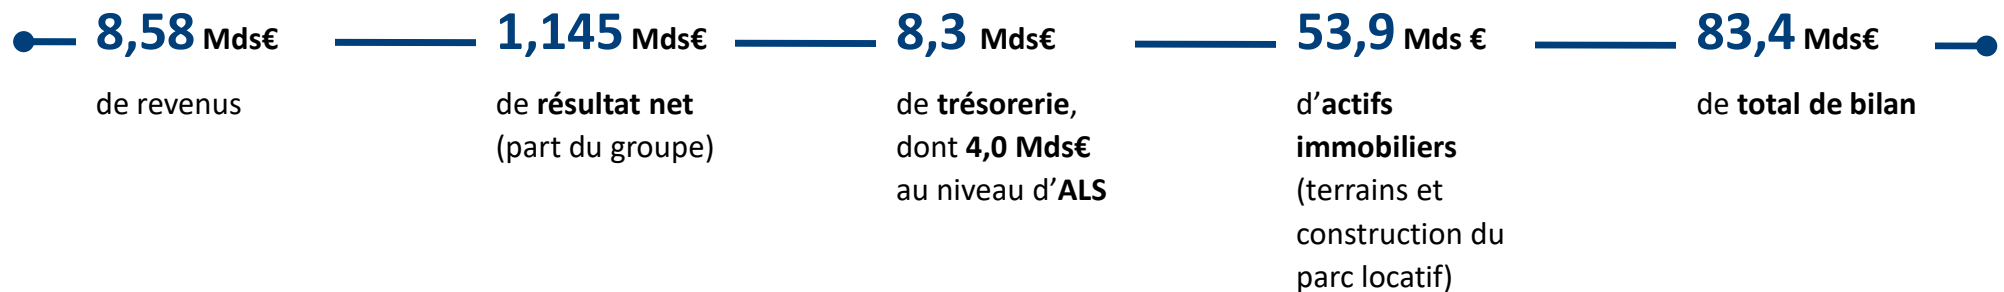 8,58 Mds€
de revenus
1,145 Mds€
de résultat net
(part du groupe)
8,3 Mds€
de trésorerie,
dont 4,0 Mds€
au niveau d’ALS
53,9 Mds €
d’actifs
immobiliers
(terrains et
construction du
parc locatif)
83,4 Mds€
de total de bilan